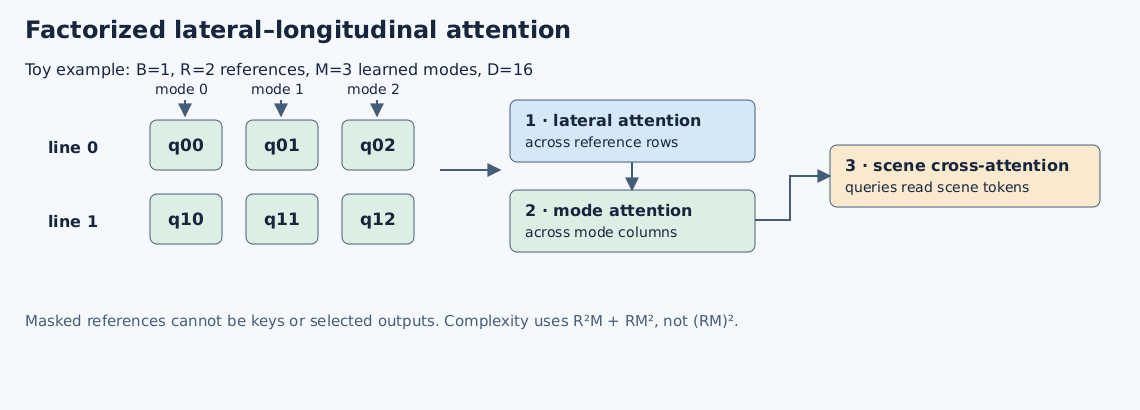 Factorized lateral–longitudinal attention
Toy example: B=1, R=2 references, M=3 learned modes, D=16
mode 0 mode 1 mode 2
line 0 q00 q01 q02
line 1 q10 q11 q12
1 · lateral attention
across reference rows
2 · mode attention
across mode columns
3 · scene cross-attention
queries read scene tokens
Masked references cannot be keys or selected outputs. Complexity uses R²M + RM², not (RM)².